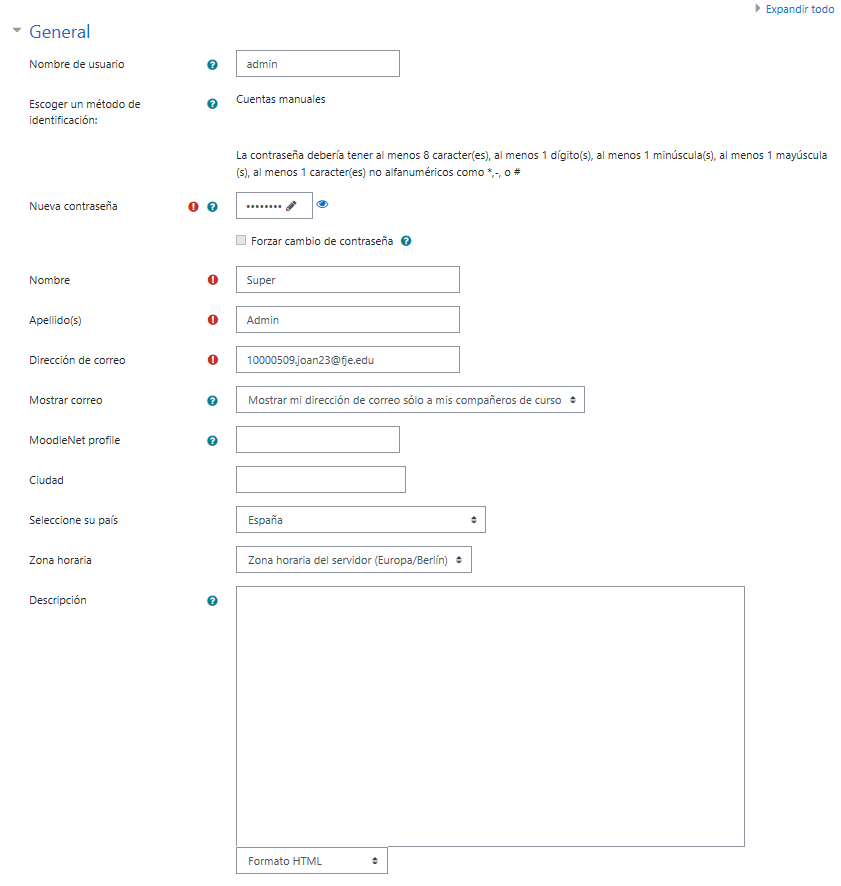 Expandir todo
General
Nombre de usuario
admin
Escoger un método de
identificación:
Cuentas manuales
La contraseña debería tener al menos 8 caracter(es), al menos 1 dígito(s), al menos 1 minúscula(s), al menos 1 mayúscula
(s), al menos 1 caracter(es) no alfanuméricos como *,-, o #
Nueva contraseña
••••••••
Forzar cambio de contraseña
Nombre
Super
Apellido(s)
Admin
Dirección de correo
10000509.joan23@fje.edu
Mostrar correo
Mostrar mi dirección de correo sólo a mis compañeros de curso
MoodleNet profile
Ciudad
Seleccione su país
España
Zona horaria
Zona horaria del servidor (Europa/Berlín)
Descripción
Formato HTML